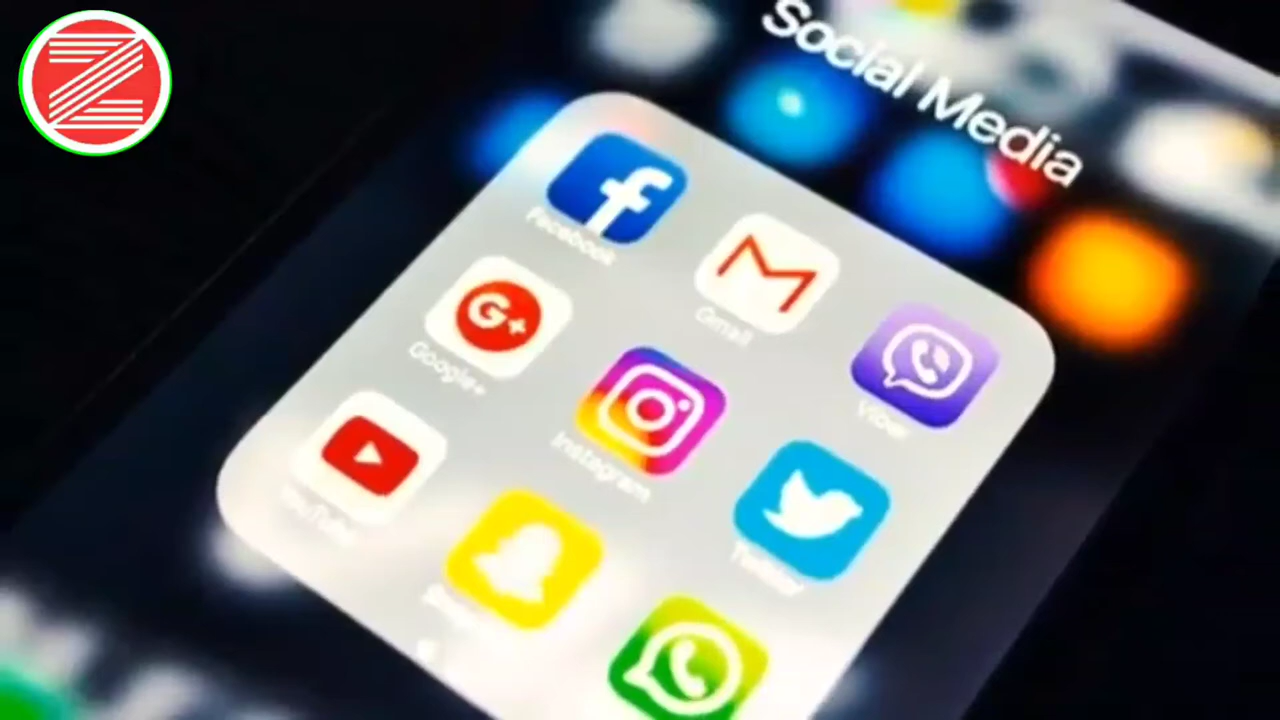 Z
Social Media
Facebook
Gmail
Viber
G+
Google+
Instagram
Twitter
YouTube